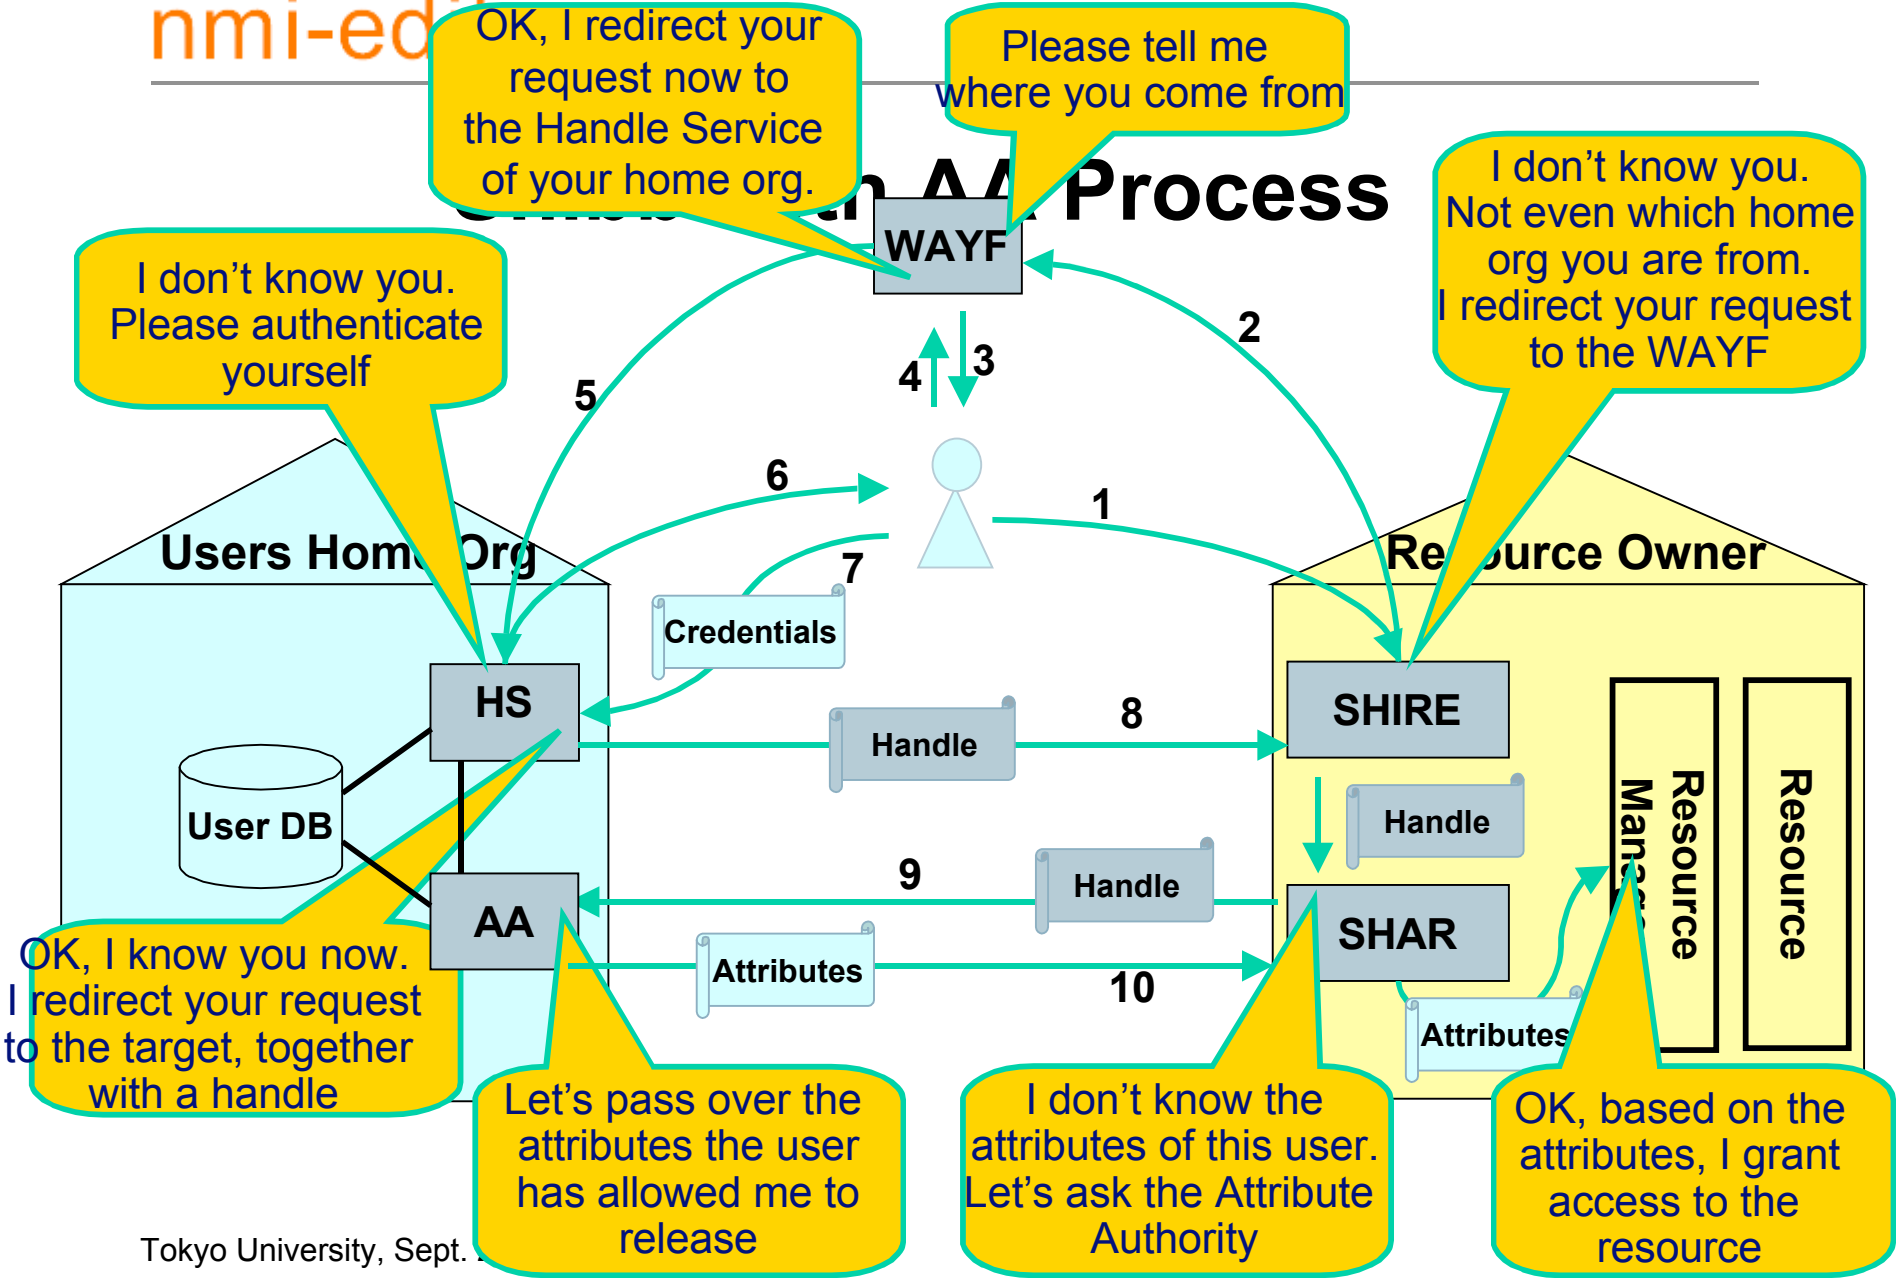 OK, I redirect your
request now to
the Handle Service
of your home org.
Please tell me
where you come from
AA Process
I don't know you.
Not even which home
org you are from.
I redirect your request
to the WAYF
WAYF
I don't know you.
Please authenticate
yourself
2
3
4
5
6
1
7
Users Home Org
Resource Owner
Credentials
HS
SHIRE
8
Handle
User DB
Handle
Resource
Resource
9
Handle
AA
SHAR
Attributes
10
Attributes
OK, I know you now.
I redirect your request
to the target, together
with a handle
Let's pass over the
attributes the user
has allowed me to
release
I don't know the
attributes of this user.
Let's ask the Attribute
Authority
OK, based on the
attributes, I grant
access to the
resource
Tokyo University, Sept.